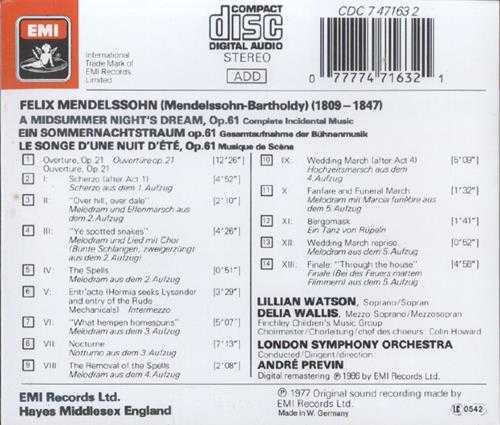 EMI
International
Trade Mark of
EMI Records
Limited
COMPACT
disc
DIGITAL AUDIO
STEREO
ADD
CDC 7 47163 2
0 77774 71632 1
FELIX MENDELSSOHN (Mendelssohn-Bartholdy) (1809–1847)
A MIDSUMMER NIGHT'S DREAM, Op.61 Complete Incidental Music
EIN SOMMERNACHTSTRAUM op.61 Gesamtaufnahme der Bühnenmusik
LE SONGE D'UNE NUIT D'ÉTÉ, Op.61 Musique de Scène
1 Overture, Op.21 Ouvertüre op.21 [12'26"]
Ouverture, Op.21
2 I: Scherzo (after Act 1) [4'52"]
Scherzo aus dem 1. Aufzug
3 II: "Over hill, over dale" [2'10"]
Melodram und Elfenmarsch aus
dem 2. Aufzug
4 III: "Ye spotted snakes" [4'26"]
Melodram und Lied mit Chor
(Bunte Schlangen, zweigezüngt)
aus dem 2. Aufzug
5 IV: The Spells [0'51"]
Melodram aus dem 2. Aufzug
6 V: Entr'acte (Hermia seeks Lysander [3'29"]
and entry of the Rude
Mechanicals) Intermezzo
7 VI: "What hempen homespuns" [5'07"]
Melodram aus dem 3. Aufzug
8 VII: Nocturne [7'13"]
Notturno aus dem 3. Aufzug
9 VIII: The Removal of the Spells [2'08"]
Melodram aus dem 4. Aufzug
10 IX: Wedding March (after Act 4) [5'09"]
Hochzeitsmarsch aus dem
4. Aufzug
11 X: Fanfare and Funeral March [1'32"]
Melodram mit Marcia funèbre aus
dem 5. Aufzug
12 XI: Bergomask [1'41"]
Ein Tanz von Rüpeln
13 XII: Wedding March reprise [0'52"]
Melodram aus dem 5. Aufzug
14 XIII: Finale: "Through the house" [4'58"]
Finale (Bei des Feuers mattem
Flimmern) aus dem 5. Aufzug
LILLIAN WATSON, Soprano/Sopran
DELIA WALLIS, Mezzo Soprano/Mezzosopran
Finchley Children's Music Group
Choirmaster/Chorleitung/chef des choeurs: Colin Howard
LONDON SYMPHONY ORCHESTRA
Conducted/Dirigent/direction
ANDRÉ PREVIN
Digital remastering ℗ 1986 by EMI Records Ltd.
EMI Records Ltd.
Hayes Middlesex England
℗ 1977 Original sound recording made by
EMI Records Ltd.
Made in W. Germany
0542